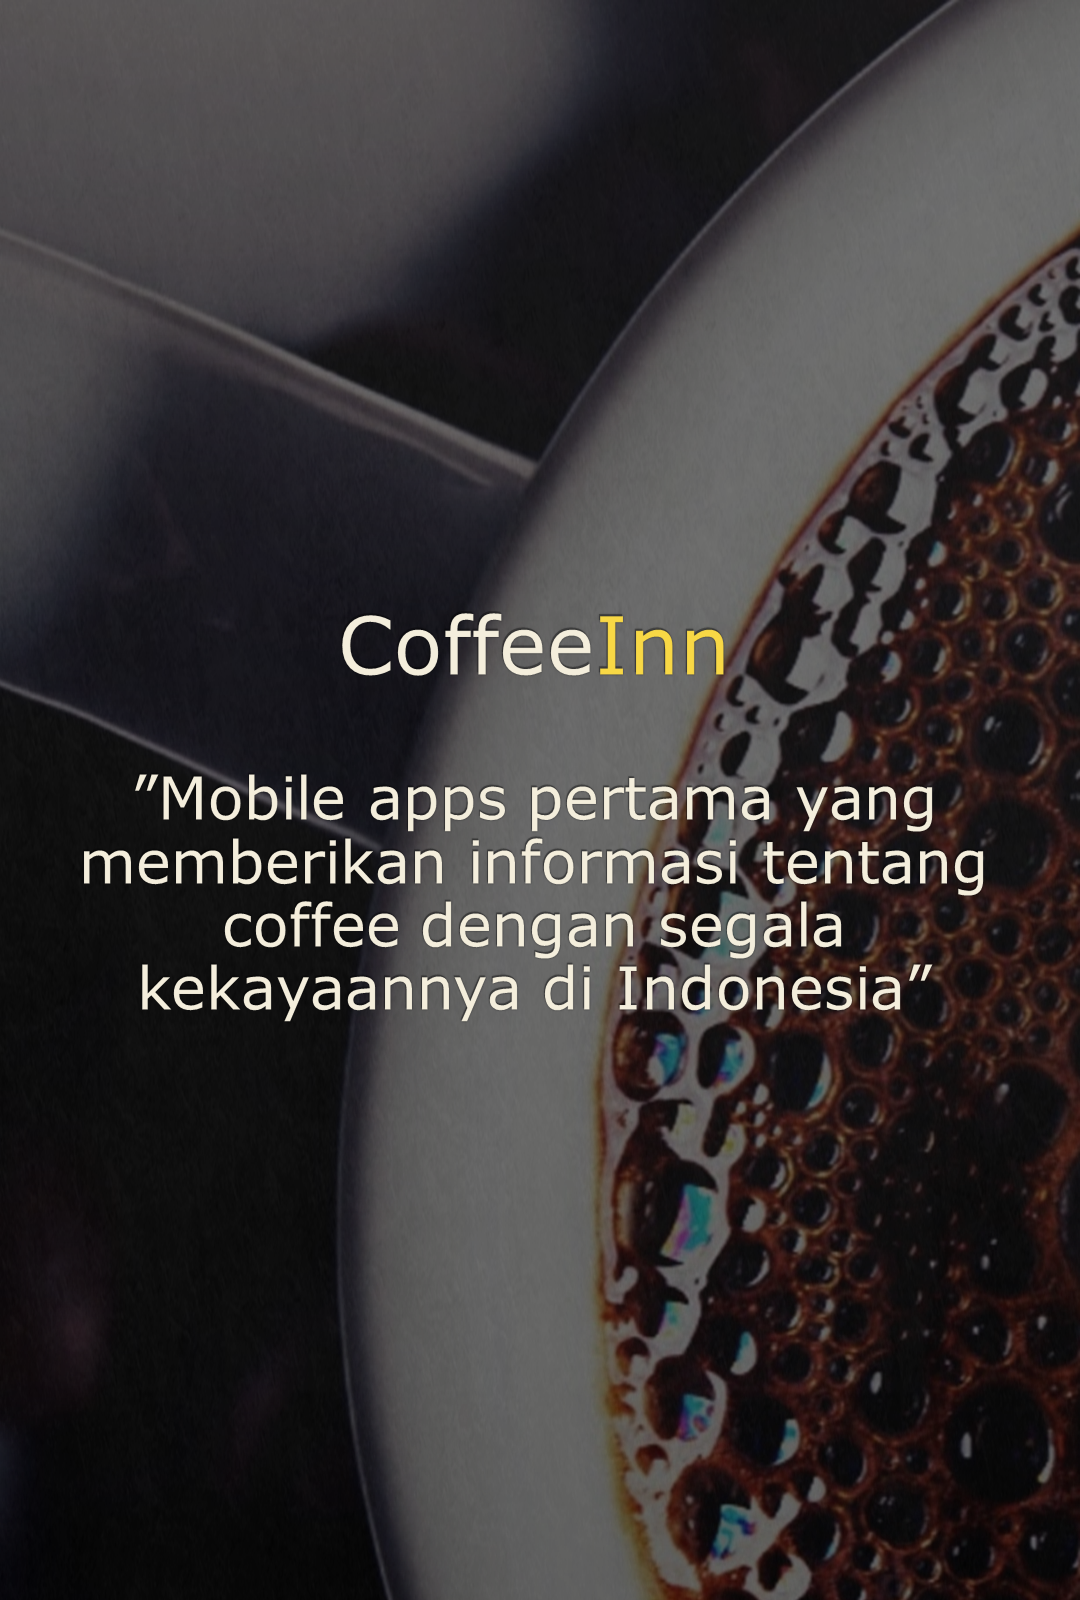 CoffeeInn
”Mobile apps pertama yang
memberikan informasi tentang
coffee dengan segala
kekayaannya di Indonesia”